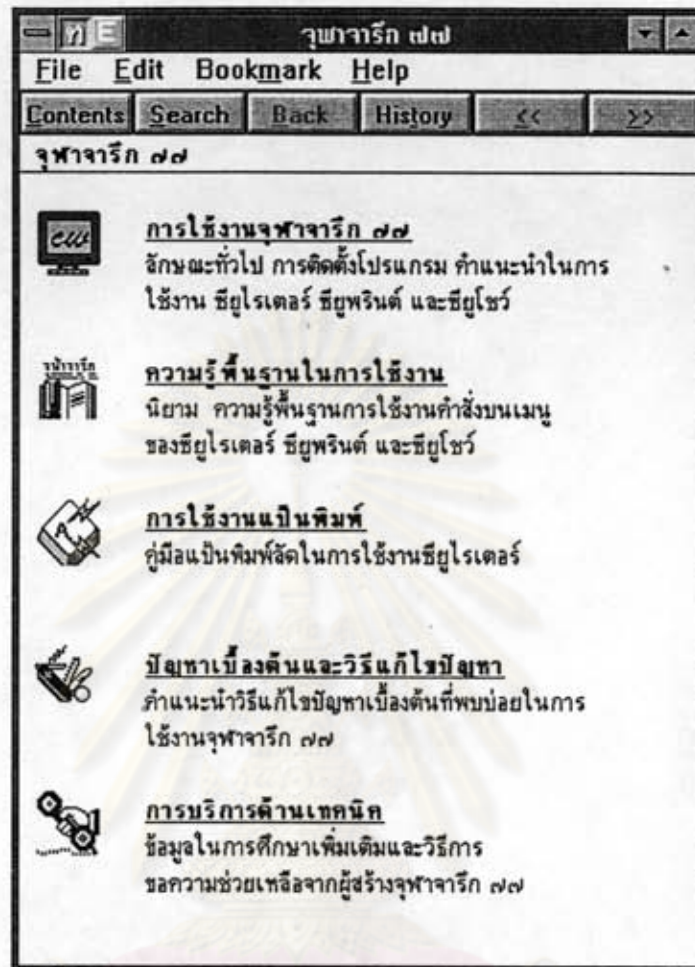 ก E จุฬาจารึก ๗๗
File Edit Bookmark Help
Contents Search Back History << >>
จุฬาจารึก ๗๗
cw
การใช้งานจุฬาจารึก ๗๗
ลักษณะทั่วไป การติดตั้งโปรแกรม คำแนะนำในการ
ใช้งาน ซียูไรเตอร์ ซียูพรินต์ และซียูโชว์
จุฬาจารึก
ความรู้พื้นฐานในการใช้งาน
นิยาม ความรู้พื้นฐานการใช้งานคำสั่งบนเมนู
ของซียูไรเตอร์ ซียูพรินต์ และซียูโชว์
A
การใช้งานแป้นพิมพ์
คู่มือแป้นพิมพ์ลัดในการใช้งานซียูไรเตอร์
ปัญหาเบื้องต้นและวิธีแก้ไขปัญหา
คำแนะนำวิธีแก้ไขปัญหาเบื้องต้นที่พบบ่อยในการ
ใช้งานจุฬาจารึก ๗๗
การบริการด้านเทคนิค
ข้อมูลในการศึกษาเพิ่มเติมและวิธีการ
ขอความช่วยเหลือจากผู้สร้างจุฬาจารึก ๗๗